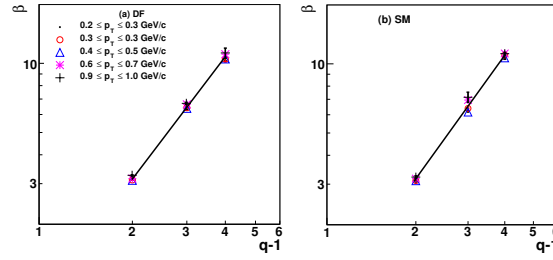 β
(a) DF
0.2 ≤ p_T ≤ 0.3 GeV/c
0.3 ≤ p_T ≤ 0.3 GeV/c
0.4 ≤ p_T ≤ 0.5 GeV/c
0.6 ≤ p_T ≤ 0.7 GeV/c
0.9 ≤ p_T ≤ 1.0 GeV/c
10
3
1 2 3 4 5 6
q-1
β
(b) SM
10
3
1 2 3 4 5 6
q-1